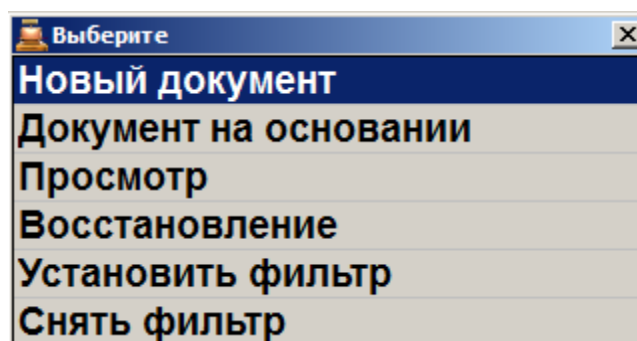 Выберите
Новый документ
Документ на основании
Просмотр
Восстановление
Установить фильтр
Снять фильтр